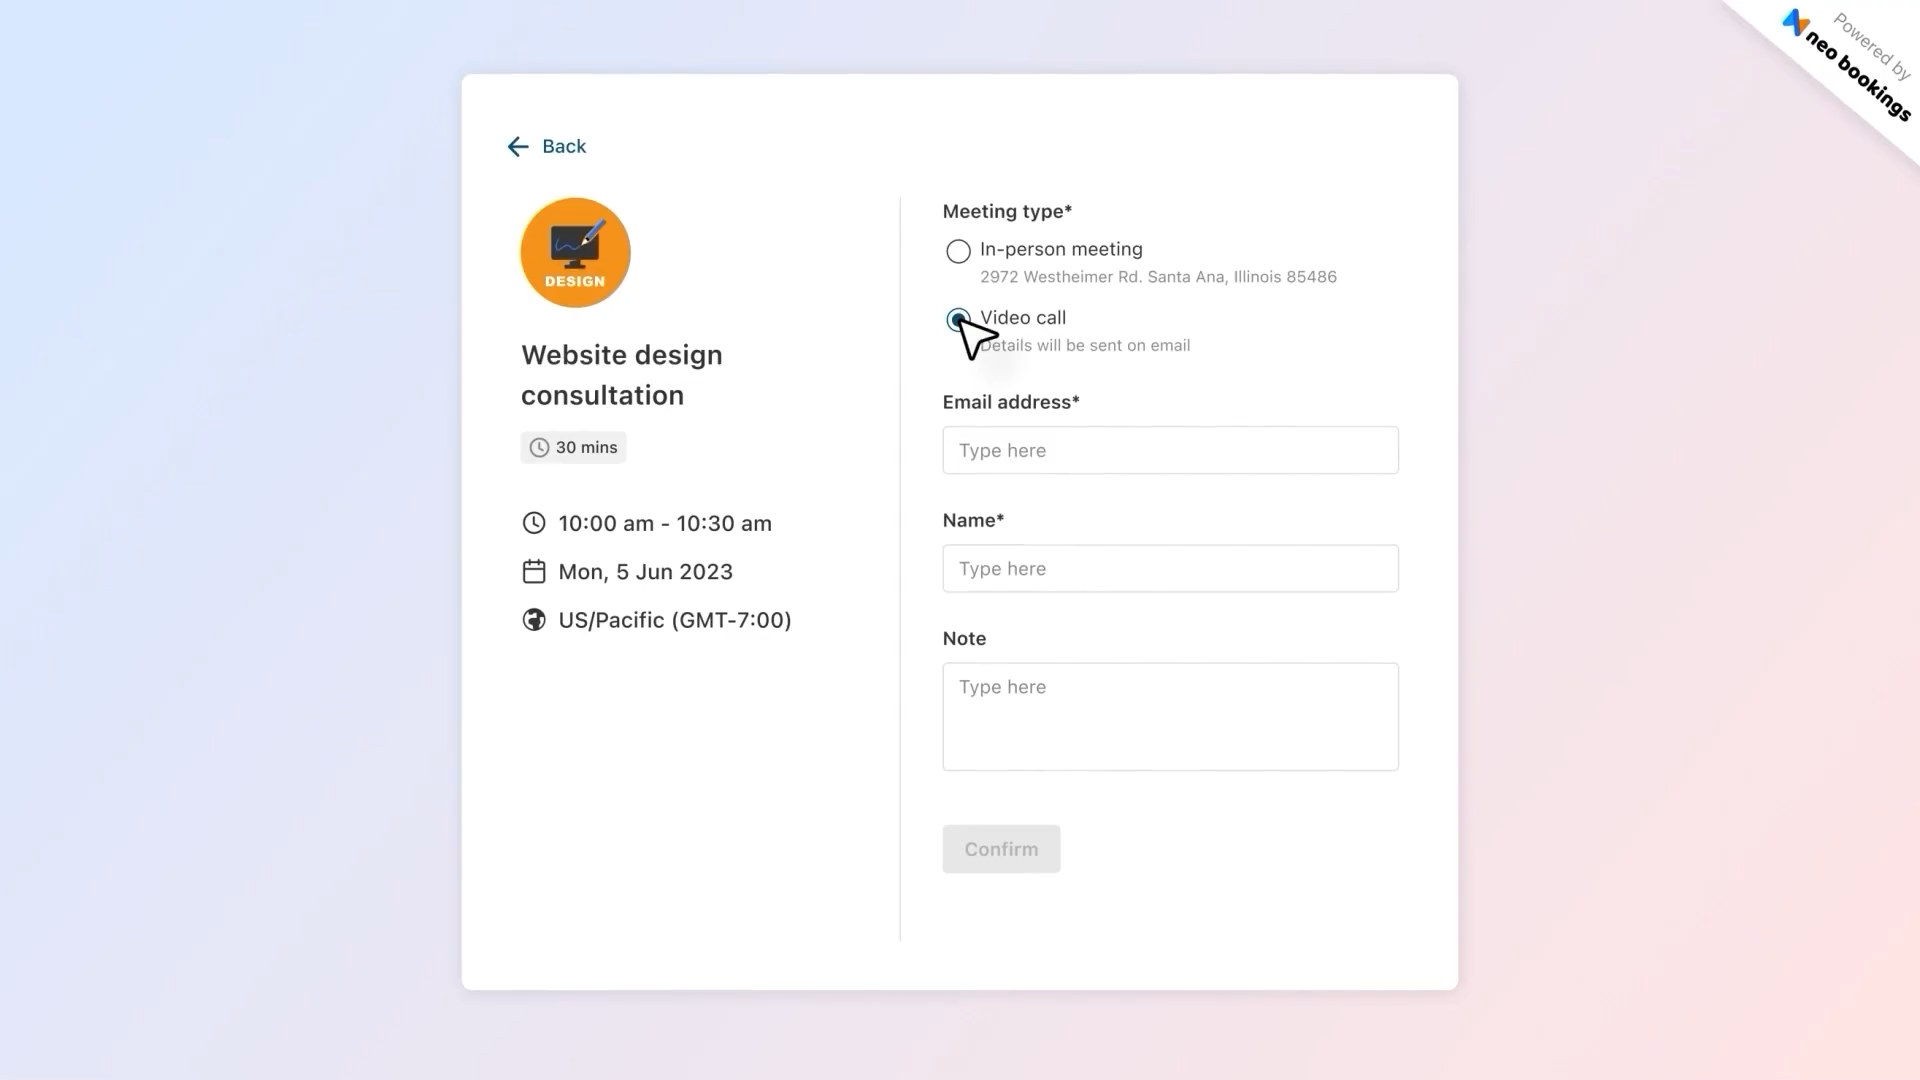 Powered by
neo bookings
Back
DESIGN
Website design
consultation
30 mins
10:00 am - 10:30 am
Mon, 5 Jun 2023
US/Pacific (GMT-7:00)
Meeting type*
In-person meeting
2972 Westheimer Rd. Santa Ana, Illinois 85486
Video call
Details will be sent on email
Email address*
Type here
Name*
Type here
Note
Type here
Confirm